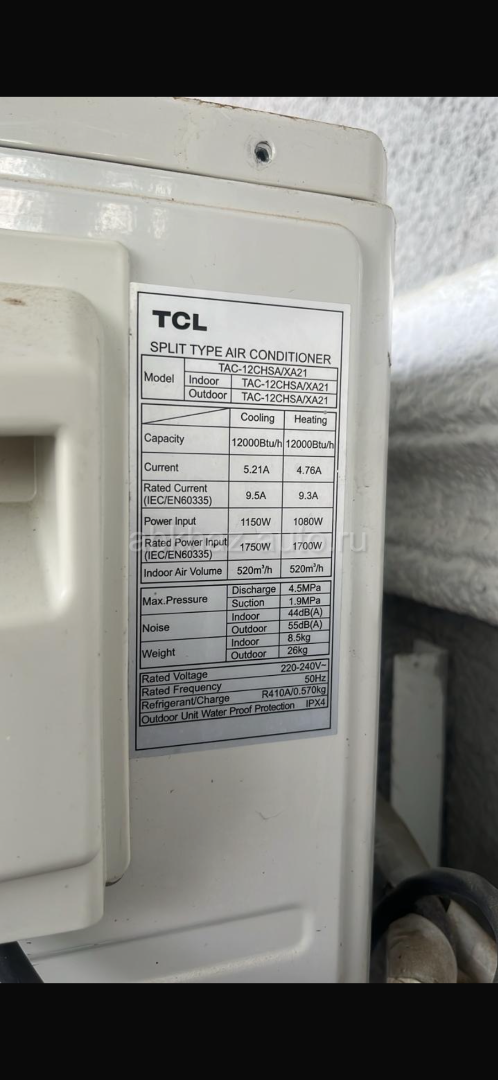 TCL
SPLIT TYPE AIR CONDITIONER
Model TAC-12CHSA/XA21
Indoor TAC-12CHSA/XA21
Outdoor TAC-12CHSA/XA21
Cooling Heating
Capacity 12000Btu/h 12000Btu/h
Current 5.21A 4.76A
Rated Current (IEC/EN60335) 9.5A 9.3A
Power Input 1150W 1080W
Rated Power Input (IEC/EN60335) 1750W 1700W
Indoor Air Volume 520m³/h 520m³/h
Max.Pressure Discharge 4.5MPa
Suction 1.9MPa
Noise Indoor 44dB(A)
Outdoor 55dB(A)
Weight Indoor 8.5kg
Outdoor 26kg
Rated Voltage 220-240V~
Rated Frequency 50Hz
Refrigerant/Charge R410A/0.570kg
Outdoor Unit Water Proof Protection IPX4